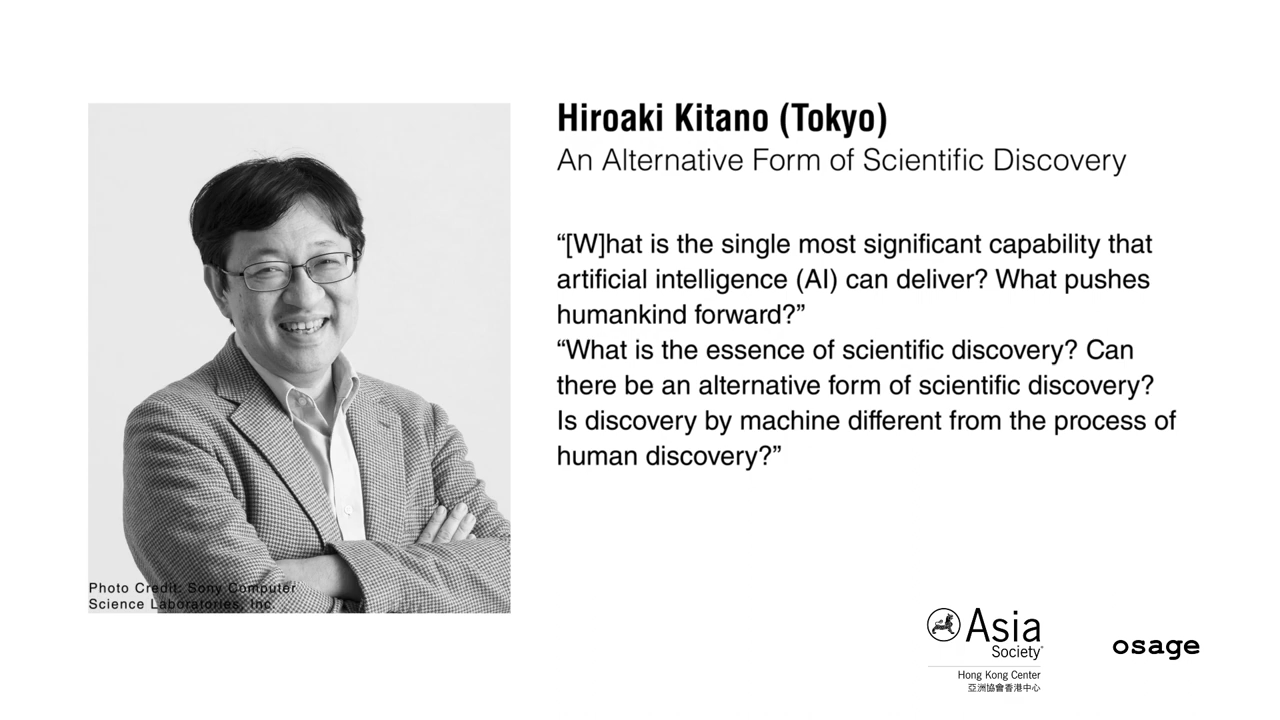 Hiroaki Kitano (Tokyo)
An Alternative Form of Scientific Discovery
“[W]hat is the single most significant capability that
artificial intelligence (AI) can deliver? What pushes
humankind forward?”
“What is the essence of scientific discovery? Can
there be an alternative form of scientific discovery?
Is discovery by machine different from the process of
human discovery?”
Photo Credit: Sony Computer
Science Laboratories, Inc.
Asia
Society
Hong Kong Center
亞洲協會香港中心
osage